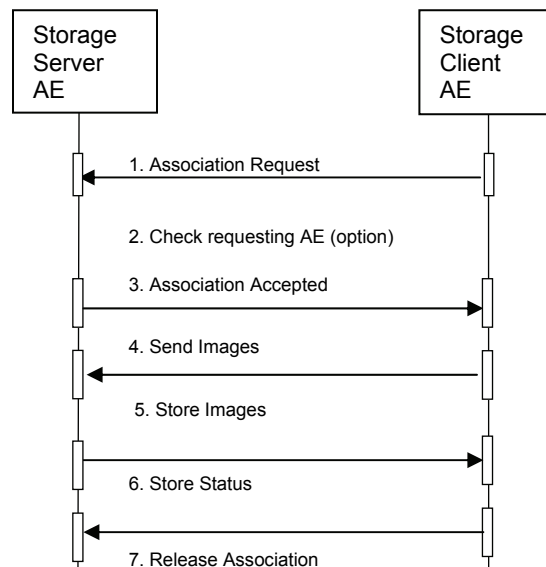 Storage
Server
AE
Storage
Client
AE
1. Association Request
2. Check requesting AE (option)
3. Association Accepted
4. Send Images
5. Store Images
6. Store Status
7. Release Association